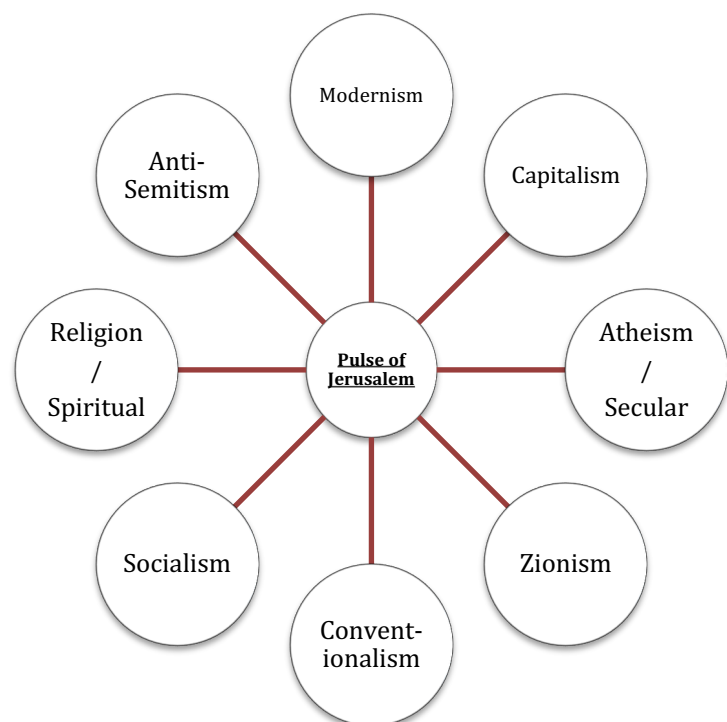 Modernism
Anti-
Semitism
Capitalism
Religion
/
Spiritual
Pulse of
Jerusalem
Atheism
/
Secular
Socialism
Zionism
Convent-
ionalism